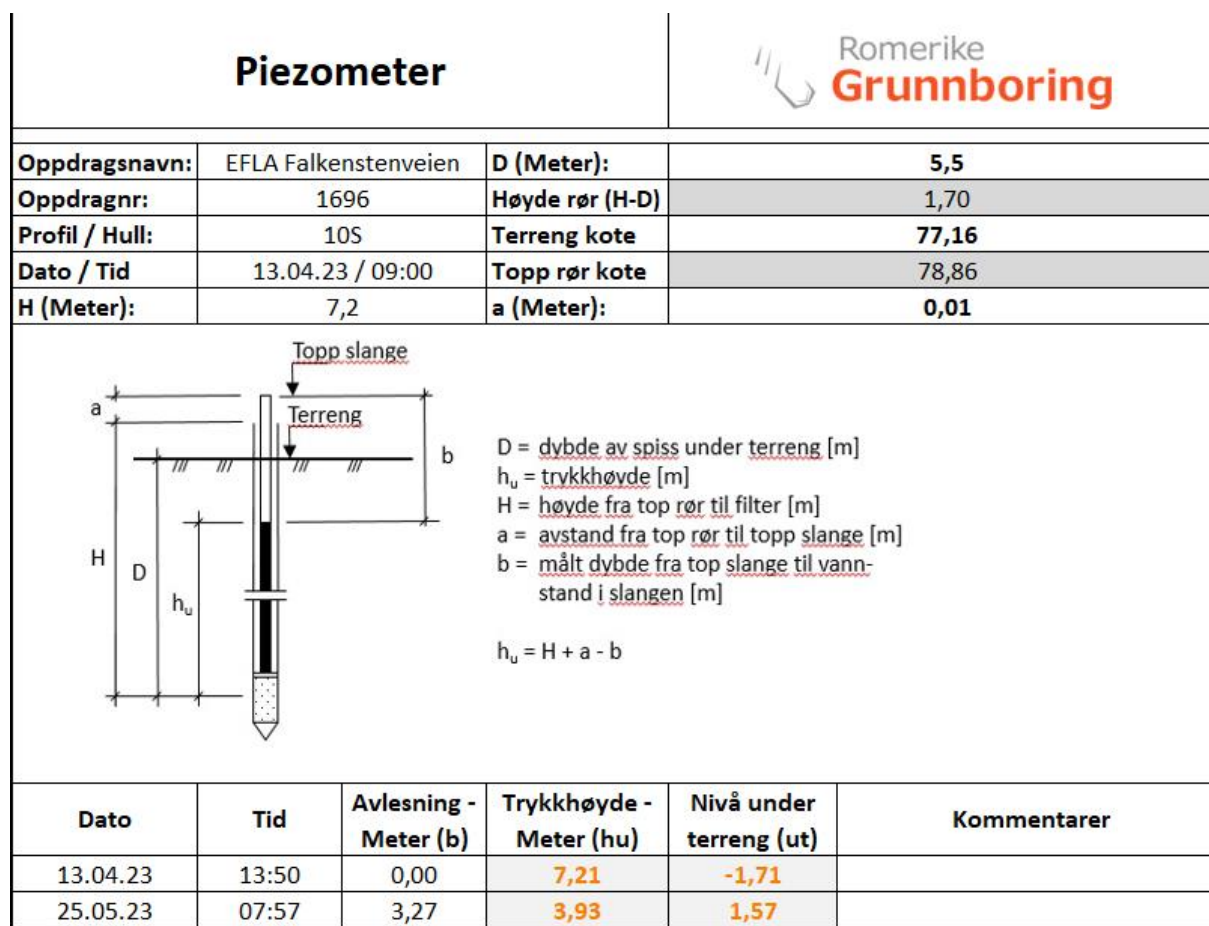 Piezometer
Romerike
Grunnboring
Oppdragsnavn: EFLA Falkenstenveien D (Meter): 5,5
Oppdragnr: 1696 Høyde rør (H-D) 1,70
Profil / Hull: 10S Terreng kote 77,16
Dato / Tid 13.04.23 / 09:00 Topp rør kote 78,86
H (Meter): 7,2 a (Meter): 0,01
Topp slange
a
Terreng
b
H
D
hu
D = dybde av spiss under terreng [m]
hu = trykkhøyde [m]
H = høyde fra top rør til filter [m]
a = avstand fra top rør til topp slange [m]
b = målt dybde fra top slange til vann-
stand i slangen [m]
hu = H + a - b
Dato Tid Avlesning - Meter (b) Trykkhøyde - Meter (hu) Nivå under terreng (ut) Kommentarer
13.04.23 13:50 0,00 7,21 -1,71
25.05.23 07:57 3,27 3,93 1,57